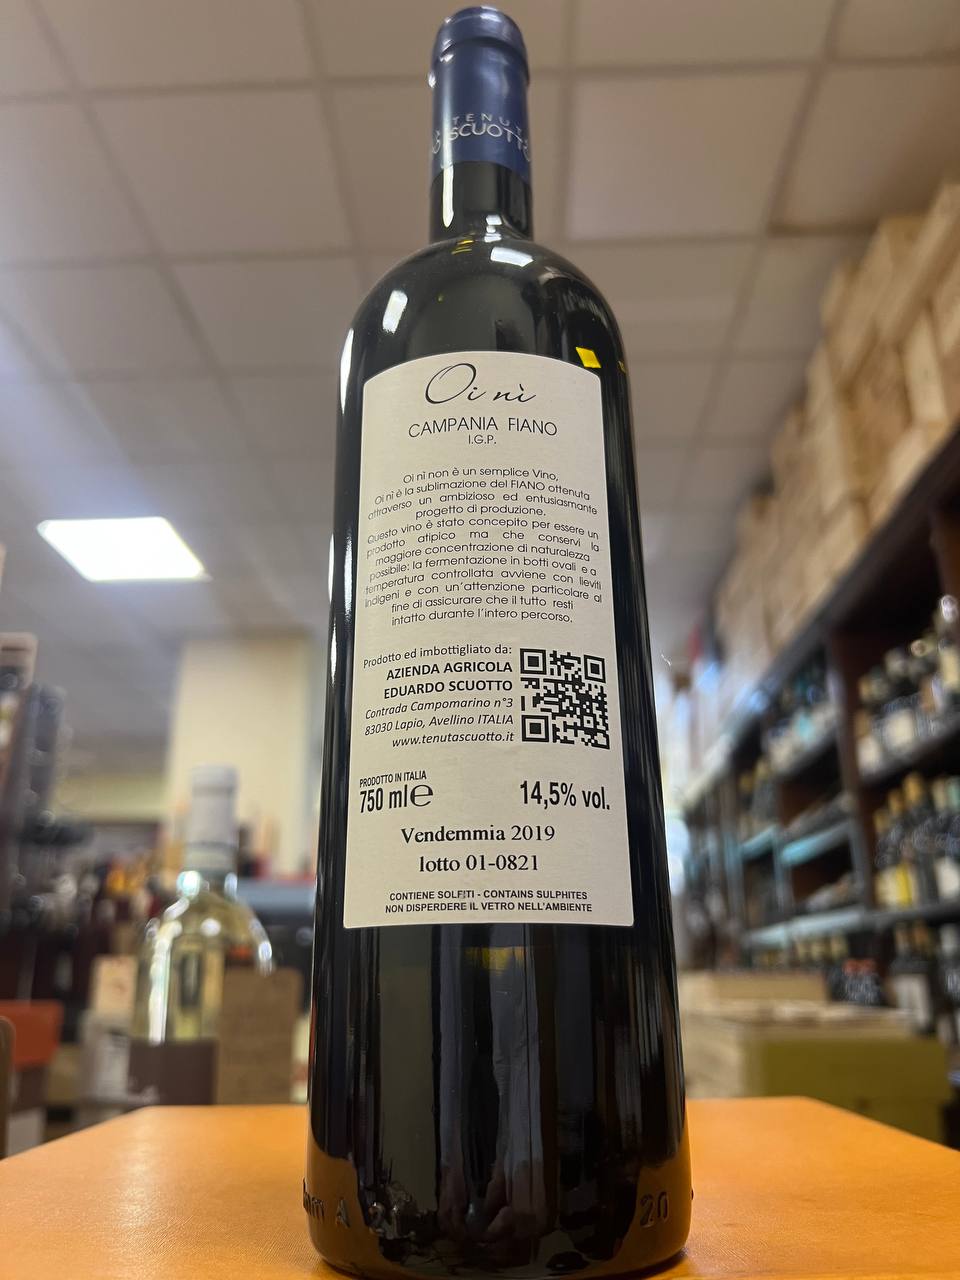 TENUT
SCUOTTO
Oi nì
CAMPANIA FIANO
I.G.P.
Oi nì non è un semplice Vino,
Oi nì è la sublimazione del FIANO ottenuta
attraverso un ambizioso ed entusiasmante
progetto di produzione.
Questo vino è stato concepito per essere un
prodotto atipico ma che conservi la
maggiore concentrazione di naturalezza
possibile: la fermentazione in botti ovali e a
temperatura controllata avviene con lieviti
indigeni e con un'attenzione particolare al
fine di assicurare che il tutto resti
intatto durante l'intero percorso.
Prodotto ed imbottigliato da:
AZIENDA AGRICOLA
EDUARDO SCUOTTO
Contrada Campomarino n°3
83030 Lapio, Avellino ITALIA
www.tenutascuotto.it
PRODOTTO IN ITALIA
750 ml e
14,5% vol.
Vendemmia 2019
lotto 01-0821
CONTIENE SOLFITI - CONTAINS SULPHITES
NON DISPERDERE IL VETRO NELL'AMBIENTE
20